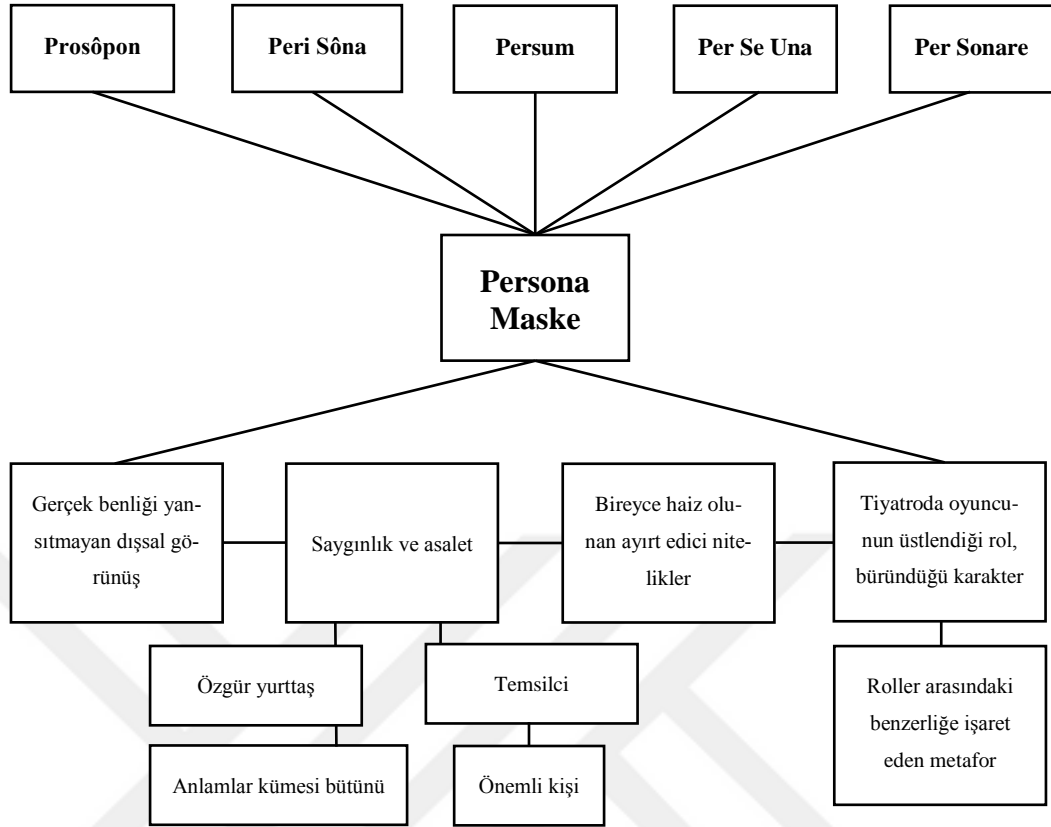 Prosôpon
Peri Sôna
Persum
Per Se Una
Per Sonare
Persona
Maske
Gerçek benliği yan-
sıtmayan dışsal gö-
rünüş
Saygınlık ve asalet
Bireyce haiz olu-
nan ayırt edici nite-
likler
Tiyatroda oyuncu-
nun üstlendiği rol,
büründüğü karakter
Özgür yurttaş
Temsilci
Roller arasındaki
benzerliğe işaret
eden metafor
Anlamlar kümesi bütünü
Önemli kişi